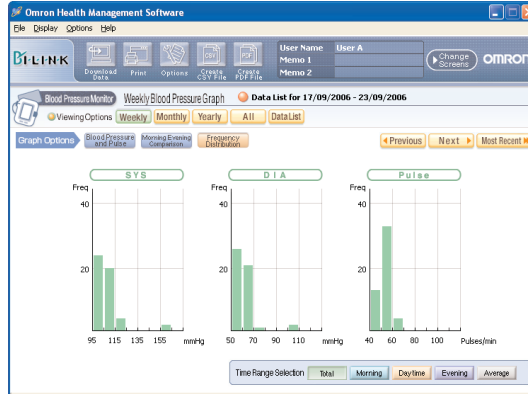 Omron Health Management Software
File Display Options Help
Bi-LINK
Download Data
Print
Options
Create CSV File
Create PDF File
User Name User A
Memo 1
Memo 2
Change Screens
OMRON
Blood Pressure Monitor Weekly Blood Pressure Graph Data List for 17/09/2006 - 23/09/2006
Viewing Options Weekly Monthly Yearly All Data List
Graph Options
Blood Pressure and Pulse
Morning Evening Comparison
Frequency Distribution
Previous Next Most Recent
SYS DIA Pulse
Freq Freq Freq
40 40 40
20 20 20
95 115 135 155 mmHg 50 70 90 110 mmHg 40 60 80 100 Pulses/min
Time Range Selection Total Morning Daytime Evening Average